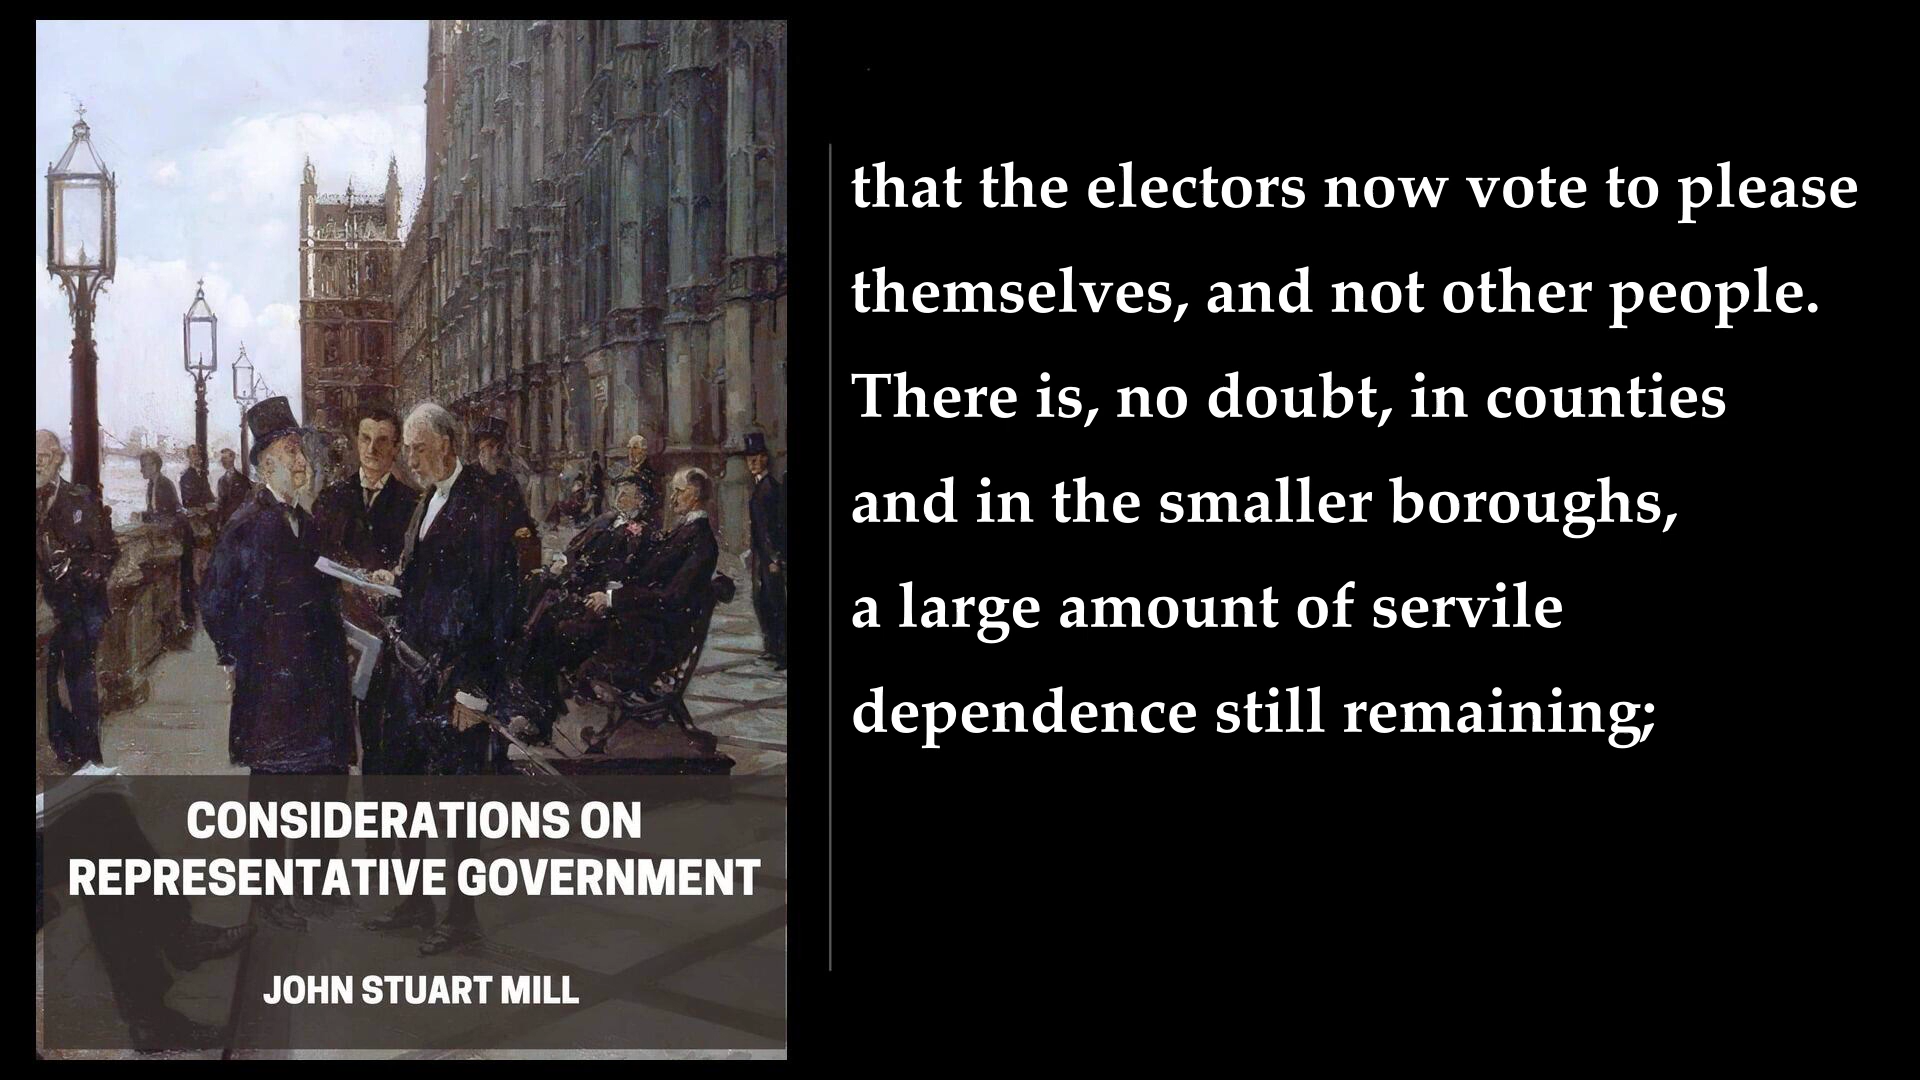 CONSIDERATIONS ON
REPRESENTATIVE GOVERNMENT
JOHN STUART MILL
that the electors now vote to please
themselves, and not other people.
There is, no doubt, in counties
and in the smaller boroughs,
a large amount of servile
dependence still remaining;